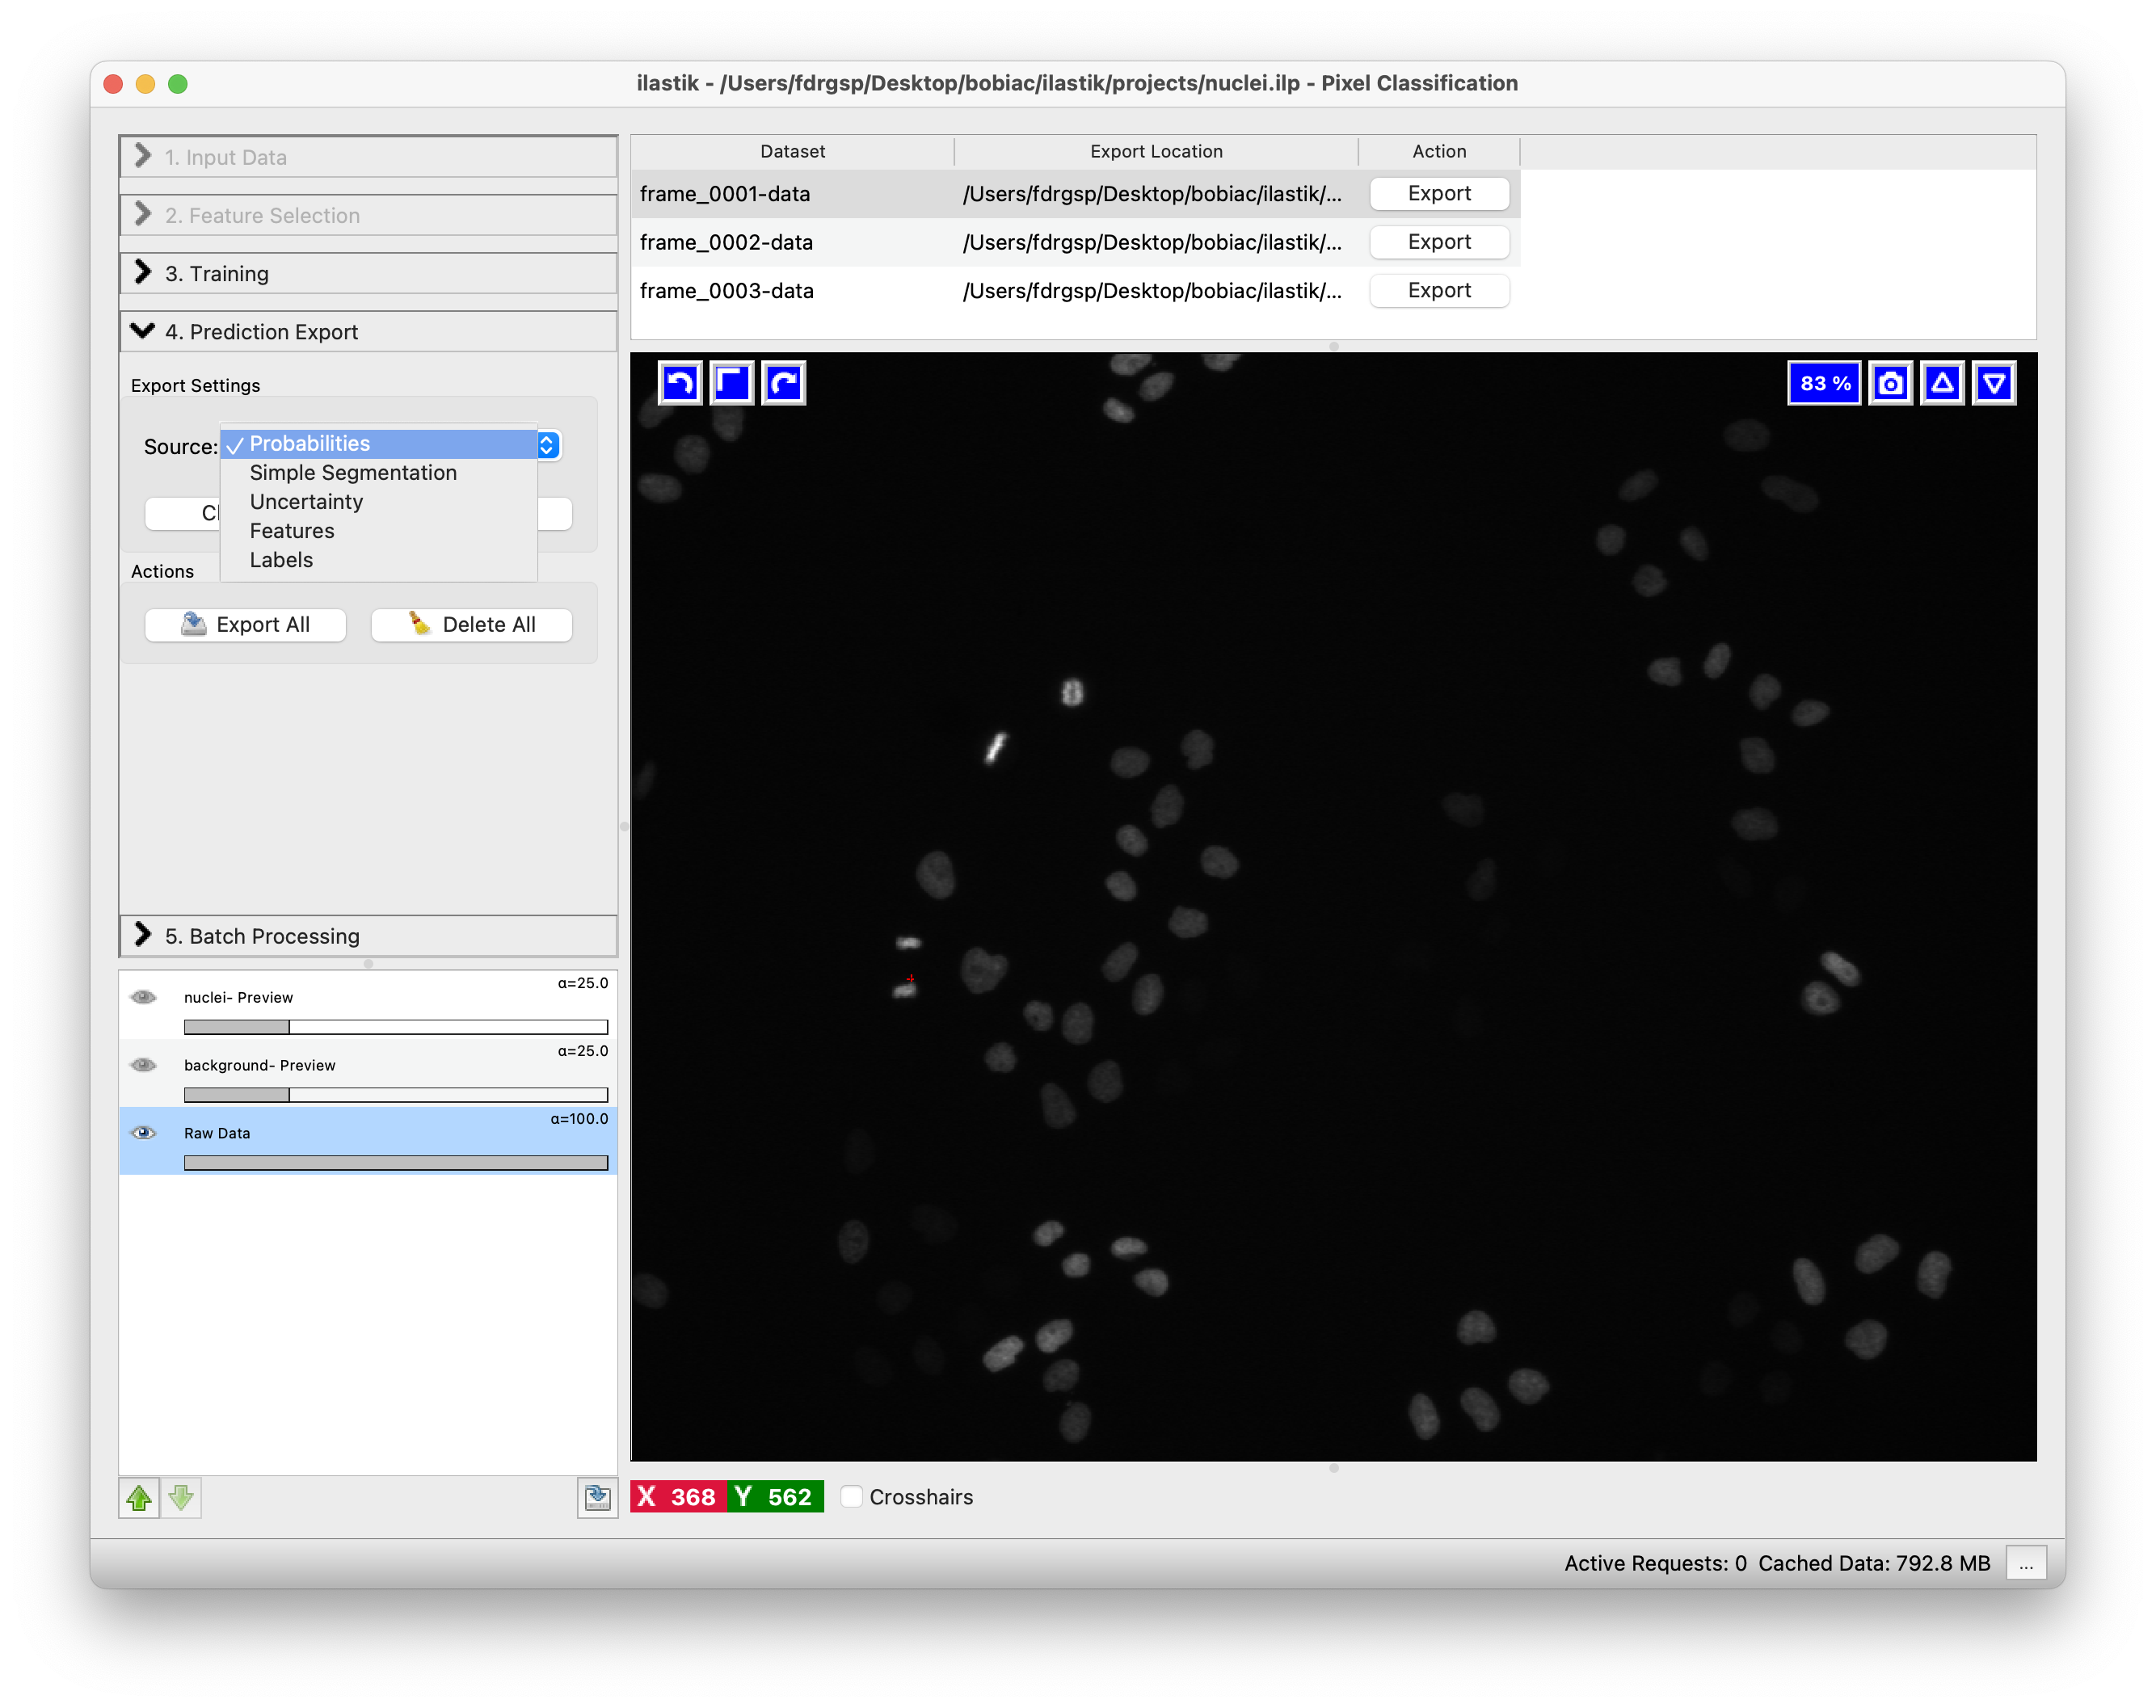 ilastik - /Users/fdrgsp/Desktop/bobiac/ilastik/projects/nuclei.ilp - Pixel Classification
1. Input Data
2. Feature Selection
3. Training
4. Prediction Export
Export Settings
Source:
✓ Probabilities
Simple Segmentation
Uncertainty
Features
Labels
Actions
Export All
Delete All
5. Batch Processing
nuclei- Preview
α=25.0
background- Preview
α=25.0
Raw Data
α=100.0
Dataset Export Location Action
frame_0001-data /Users/fdrgsp/Desktop/bobiac/ilastik/... Export
frame_0002-data /Users/fdrgsp/Desktop/bobiac/ilastik/... Export
frame_0003-data /Users/fdrgsp/Desktop/bobiac/ilastik/... Export
83 %
X 368 Y 562
Crosshairs
Active Requests: 0 Cached Data: 792.8 MB
...